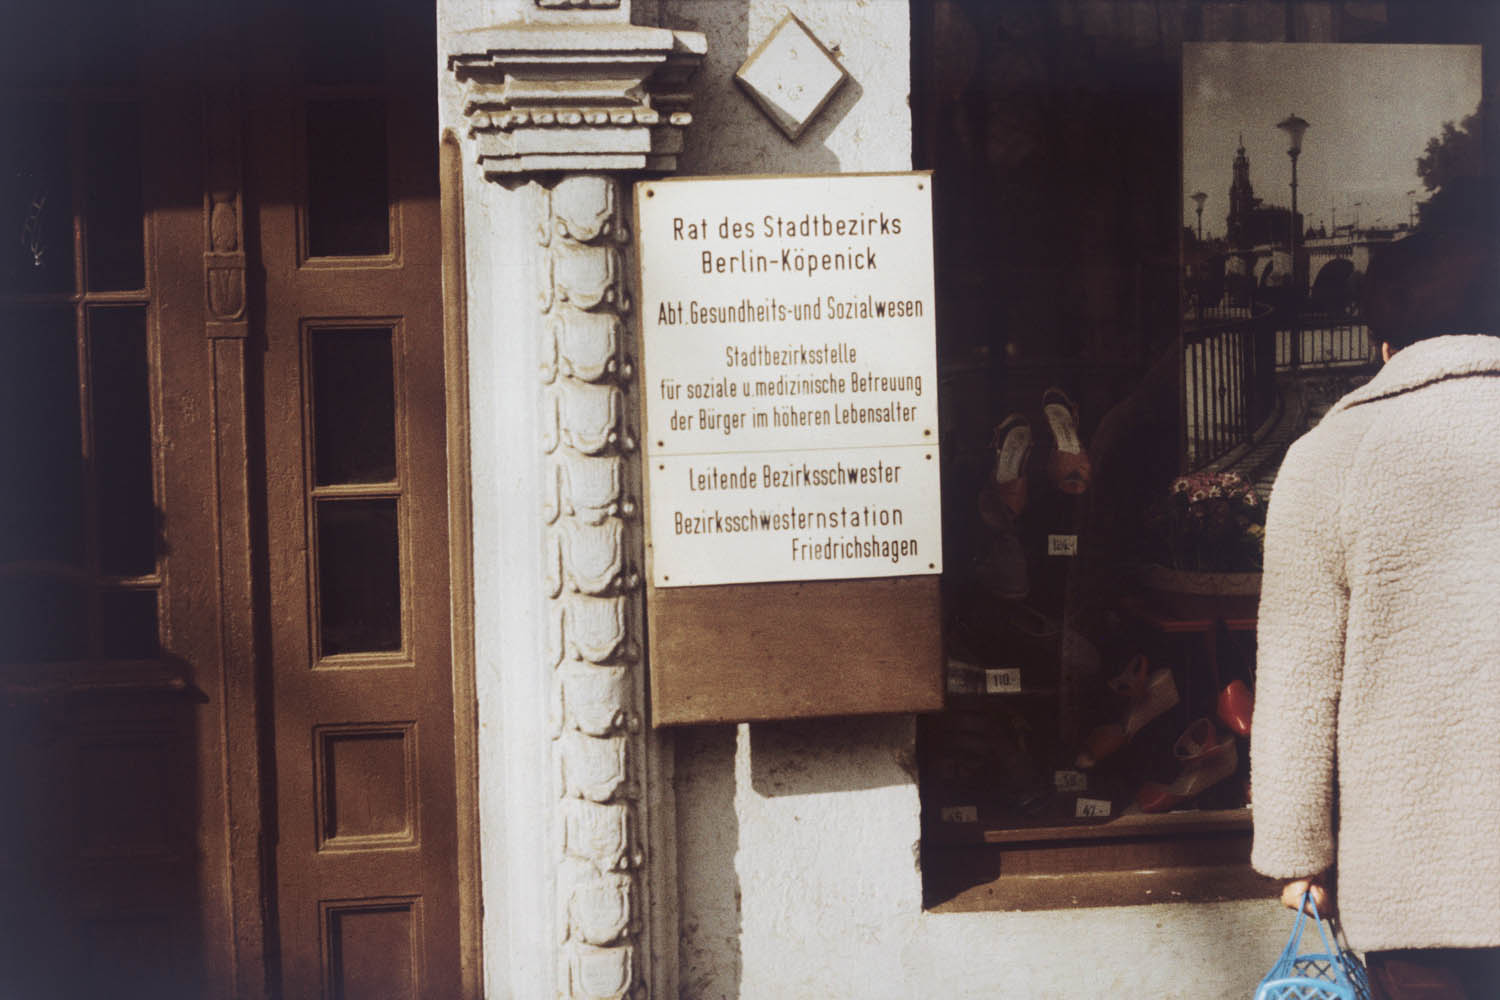 Rat des Stadtbezirks
Berlin-Köpenick
Abt.Gesundheits-und Sozialwesen
Stadtbezirksstelle
für soziale u.medizinische Betreuung
der Bürger im höheren Lebensalter
Leitende Bezirksschwester
Bezirksschwesternstation
Friedrichshagen
110.-
47.-